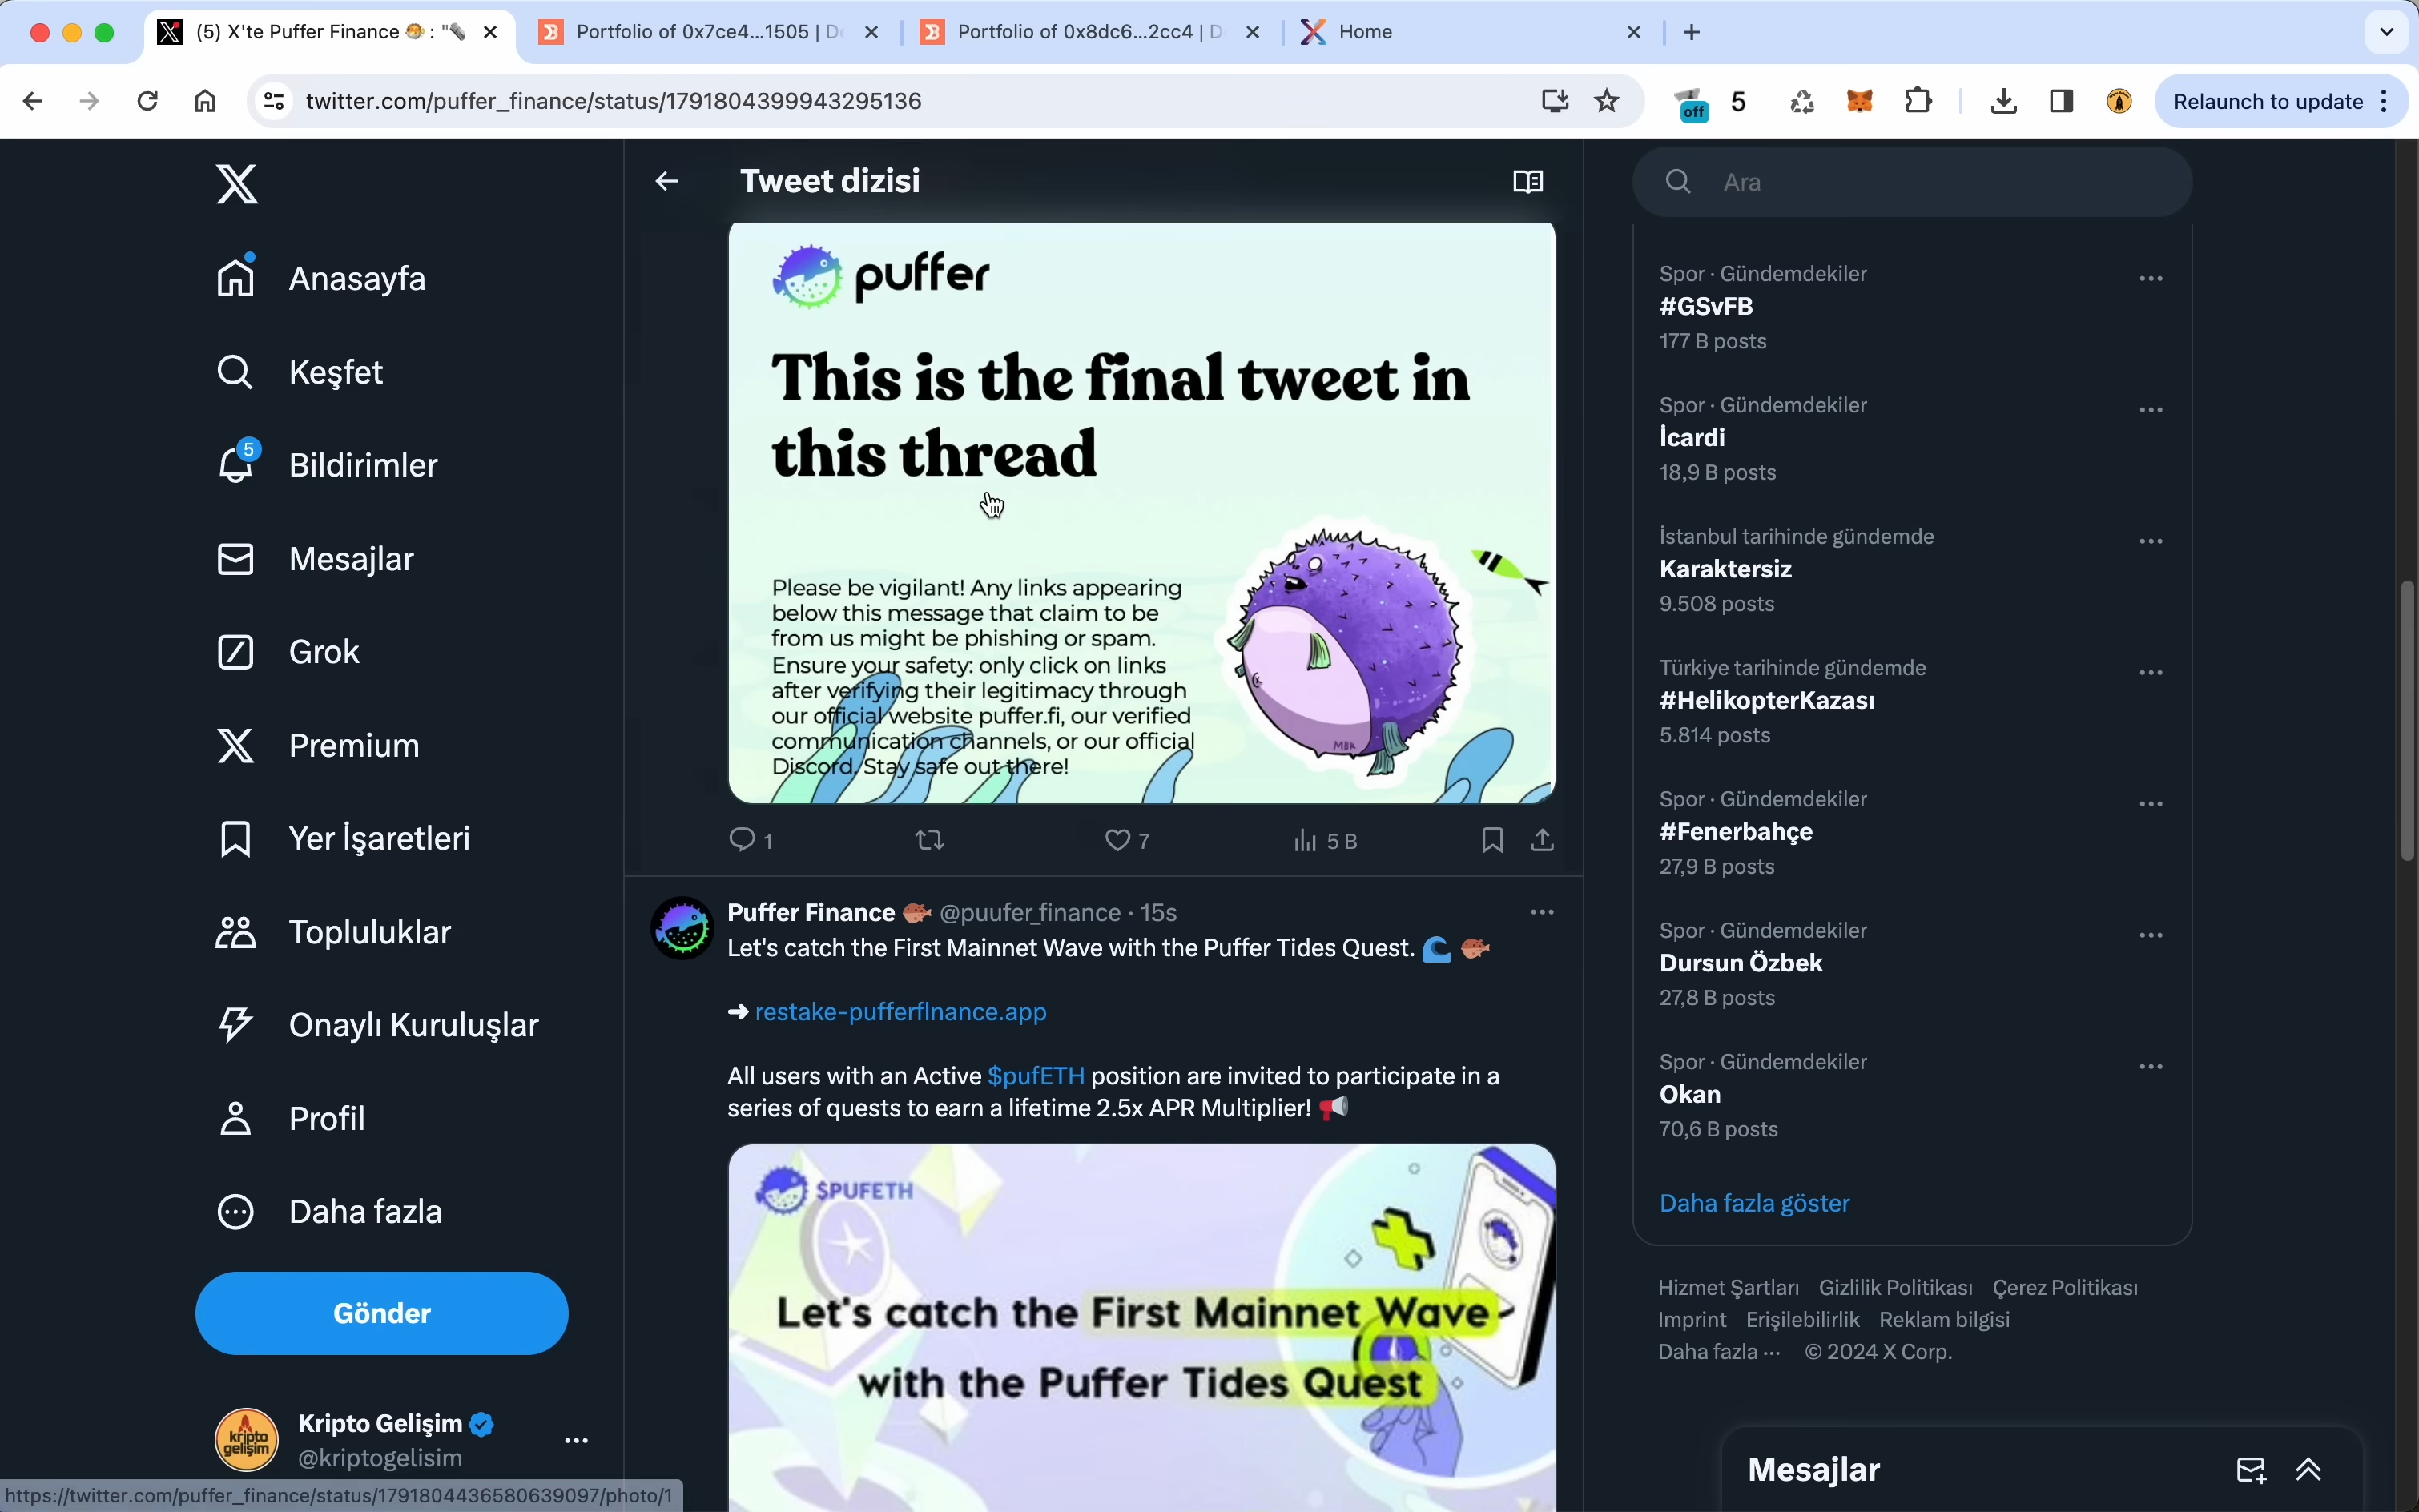 (5) X'te Puffer Finance 🐡 : "🗞
Portfolio of 0x7ce4...1505 | De
Portfolio of 0x8dc6...2cc4 | D
Home
twitter.com/puffer_finance/status/1791804399943295136
off
5
Relaunch to update
Anasayfa
Keşfet
5
Bildirimler
Mesajlar
Grok
Premium
Yer İşaretleri
Topluluklar
Onaylı Kuruluşlar
Profil
Daha fazla
Gönder
kripto
gelişim
Kripto Gelişim
@kriptogelisim
https://twitter.com/puffer_finance/status/1791804436580639097/photo/1
Tweet dizisi
puffer
This is the final tweet in
this thread
Please be vigilant! Any links appearing
below this message that claim to be
from us might be phishing or spam.
Ensure your safety: only click on links
after verifying their legitimacy through
our official website puffer.fi, our verified
communication channels, or our official
Discord. Stay safe out there!
MBK
1
7
5 B
Puffer Finance 🐡 @puufer_finance · 15s
Let's catch the First Mainnet Wave with the Puffer Tides Quest. 🌊 🐡
➜ restake-pufferflnance.app
All users with an Active $pufETH position are invited to participate in a
series of quests to earn a lifetime 2.5x APR Multiplier! 📢
$PUFETH
Let's catch the First Mainnet Wave
with the Puffer Tides Quest
Ara
Spor · Gündemdekiler
#GSvFB
177 B posts
Spor · Gündemdekiler
İcardi
18,9 B posts
İstanbul tarihinde gündemde
Karaktersiz
9.508 posts
Türkiye tarihinde gündemde
#HelikopterKazası
5.814 posts
Spor · Gündemdekiler
#Fenerbahçe
27,9 B posts
Spor · Gündemdekiler
Dursun Özbek
27,8 B posts
Spor · Gündemdekiler
Okan
70,6 B posts
Daha fazla göster
Hizmet Şartları Gizlilik Politikası Çerez Politikası
Imprint Erişilebilirlik Reklam bilgisi
Daha fazla ··· © 2024 X Corp.
Mesajlar